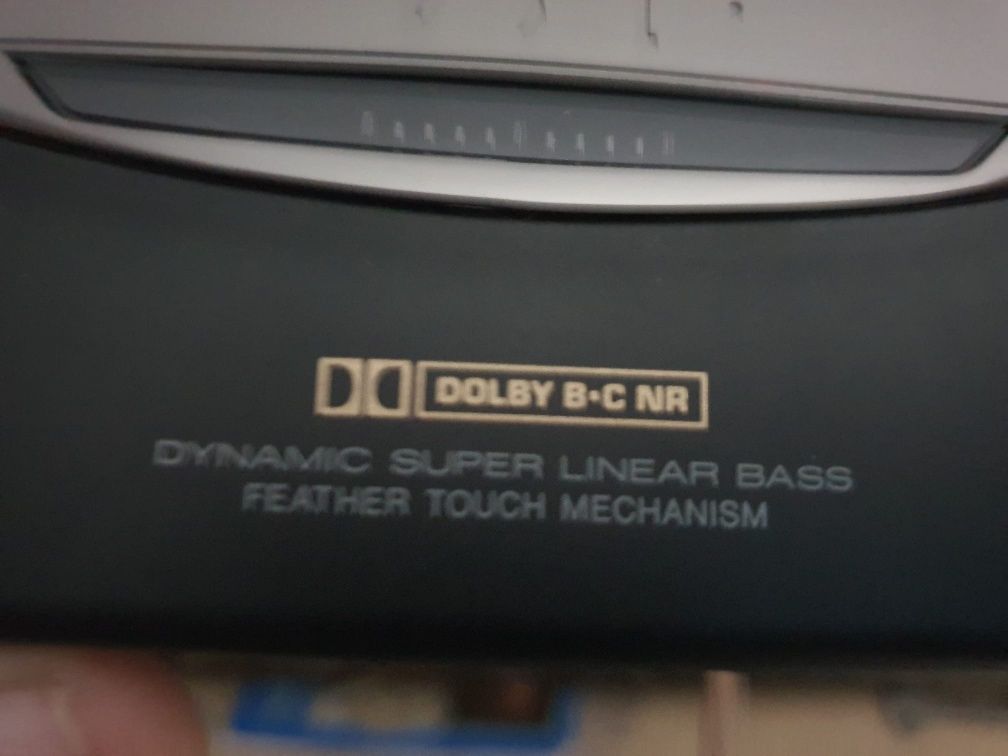 DOLBY B·C NR
DYNAMIC SUPER LINEAR BASS
FEATHER TOUCH MECHANISM